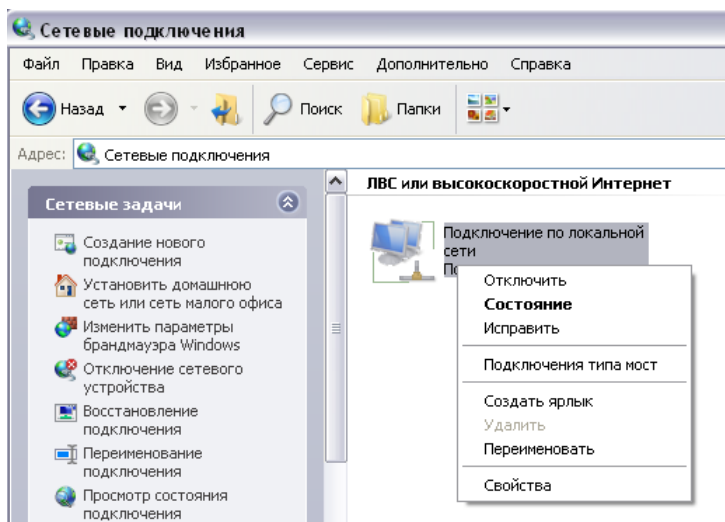 Сетевые подключения
Файл Правка Вид Избранное Сервис Дополнительно Справка
Назад Поиск Папки
Адрес: Сетевые подключения
Сетевые задачи
Создание нового
подключения
Установить домашнюю
сеть или сеть малого офиса
Изменить параметры
брандмауэра Windows
Отключение сетевого
устройства
Восстановление
подключения
Переименование
подключения
Просмотр состояния
подключения
ЛВС или высокоскоростной Интернет
Подключение по локальной
сети
Отключить
Состояние
Исправить
Подключения типа мост
Создать ярлык
Удалить
Переименовать
Свойства